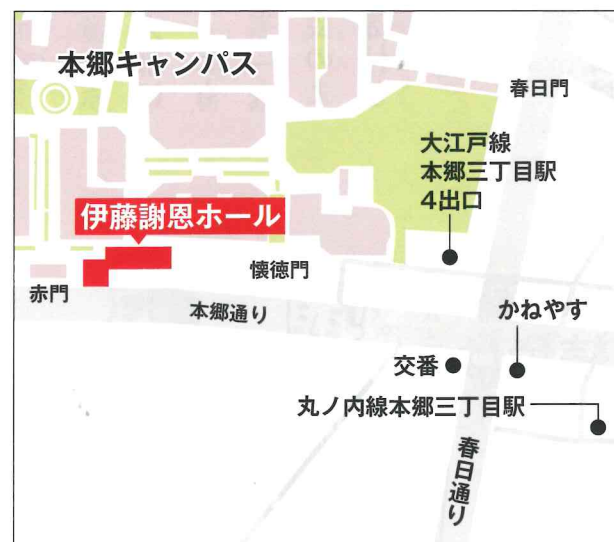 本郷キャンパス
春日門
大江戸線
本郷三丁目駅
4出口
伊藤謝恩ホール
懐徳門
赤門
本郷通り
かねやす
交番
丸ノ内線本郷三丁目駅
春日通り